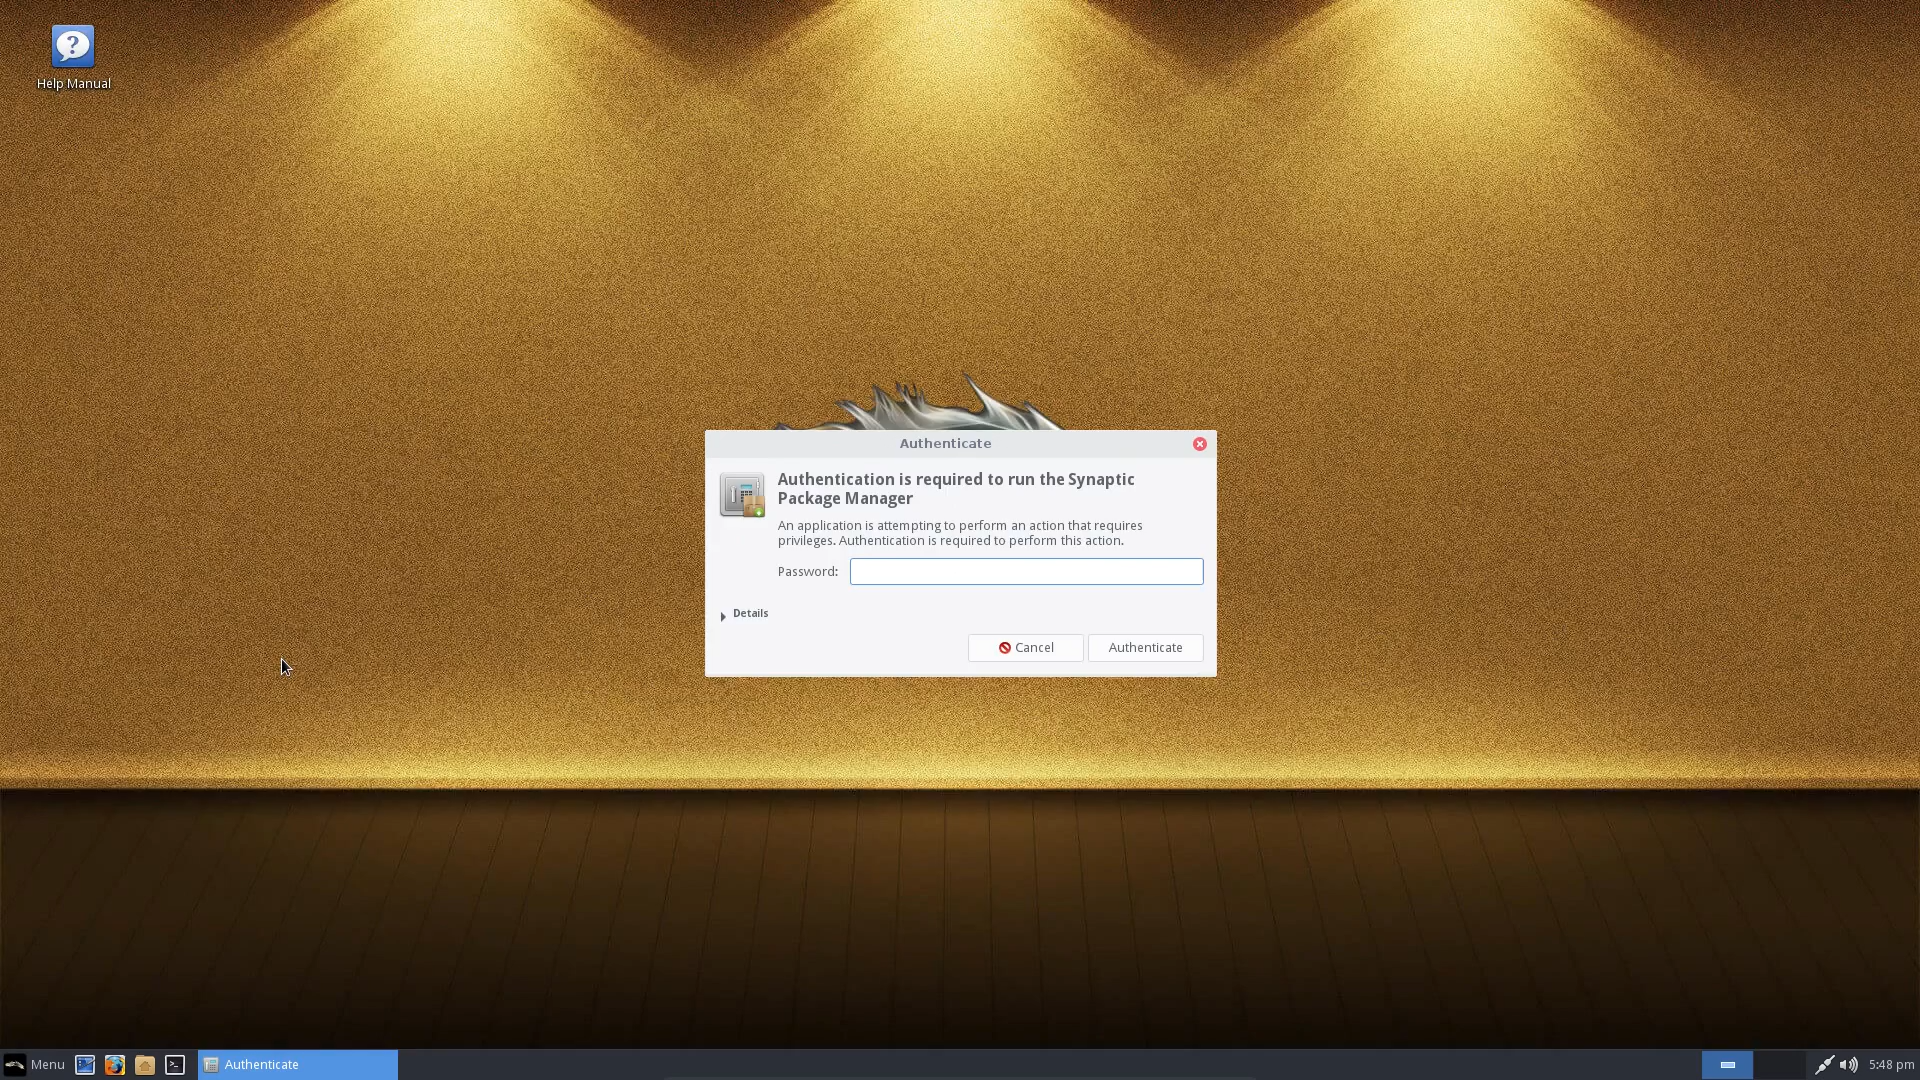 Help Manual
Authenticate
Authentication is required to run the Synaptic
Package Manager
An application is attempting to perform an action that requires
privileges. Authentication is required to perform this action.
Password:
Details
Cancel
Authenticate
Menu
Authenticate
5:48 pm